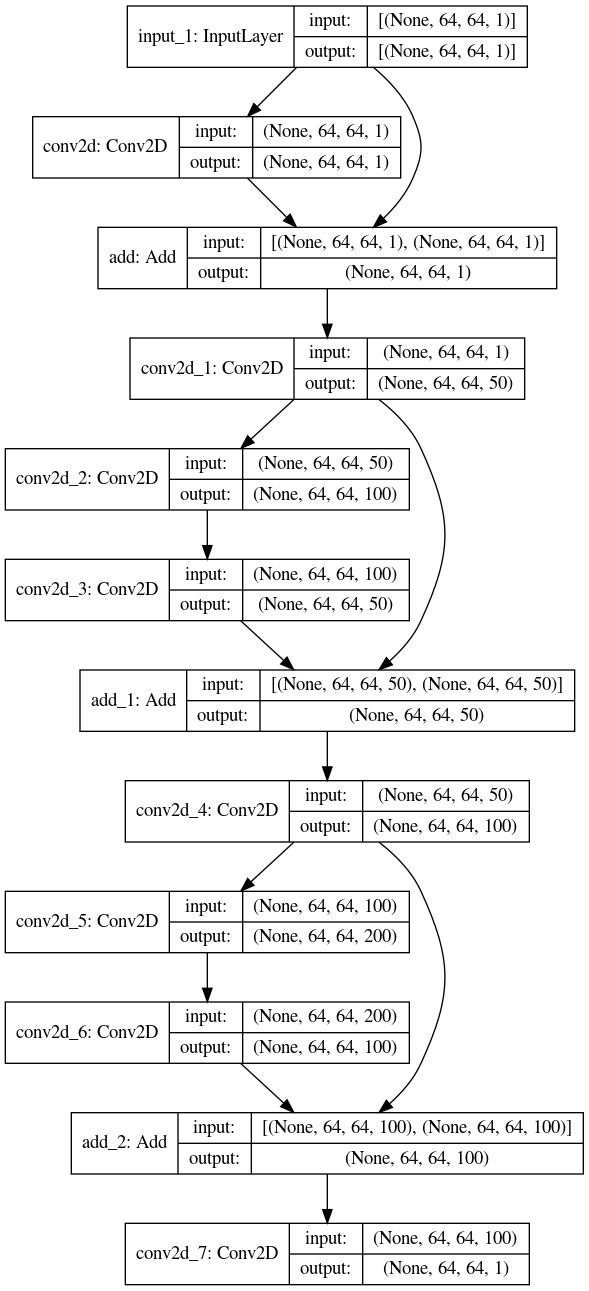 input_1: InputLayer
input:
[(None, 64, 64, 1)]
output:
[(None, 64, 64, 1)]
conv2d: Conv2D
input:
(None, 64, 64, 1)
output:
(None, 64, 64, 1)
add: Add
input:
[(None, 64, 64, 1), (None, 64, 64, 1)]
output:
(None, 64, 64, 1)
conv2d_1: Conv2D
input:
(None, 64, 64, 1)
output:
(None, 64, 64, 50)
conv2d_2: Conv2D
input:
(None, 64, 64, 50)
output:
(None, 64, 64, 100)
conv2d_3: Conv2D
input:
(None, 64, 64, 100)
output:
(None, 64, 64, 50)
add_1: Add
input:
[(None, 64, 64, 50), (None, 64, 64, 50)]
output:
(None, 64, 64, 50)
conv2d_4: Conv2D
input:
(None, 64, 64, 50)
output:
(None, 64, 64, 100)
conv2d_5: Conv2D
input:
(None, 64, 64, 100)
output:
(None, 64, 64, 200)
conv2d_6: Conv2D
input:
(None, 64, 64, 200)
output:
(None, 64, 64, 100)
add_2: Add
input:
[(None, 64, 64, 100), (None, 64, 64, 100)]
output:
(None, 64, 64, 100)
conv2d_7: Conv2D
input:
(None, 64, 64, 100)
output:
(None, 64, 64, 1)